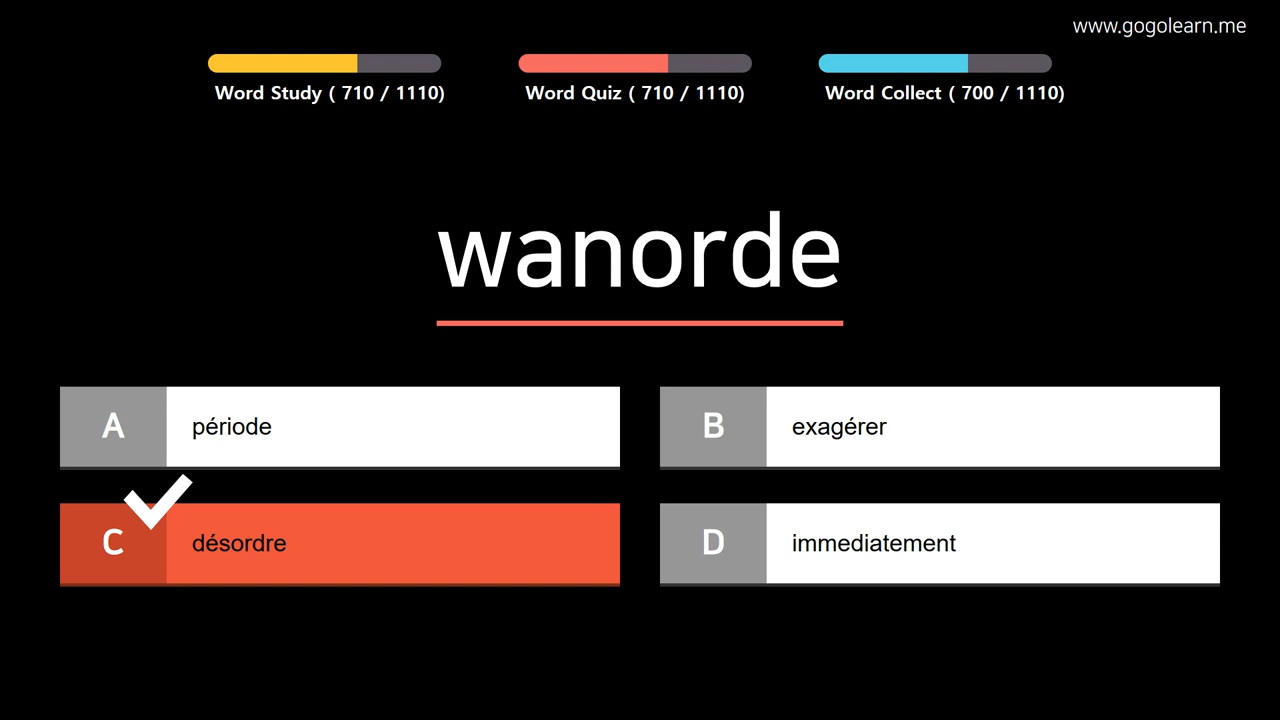 www.gogolearn.me
Word Study ( 710 / 1110)
Word Quiz ( 710 / 1110)
Word Collect ( 700 / 1110)
wanorde
A période
B exagérer
C désordre
D immediatement